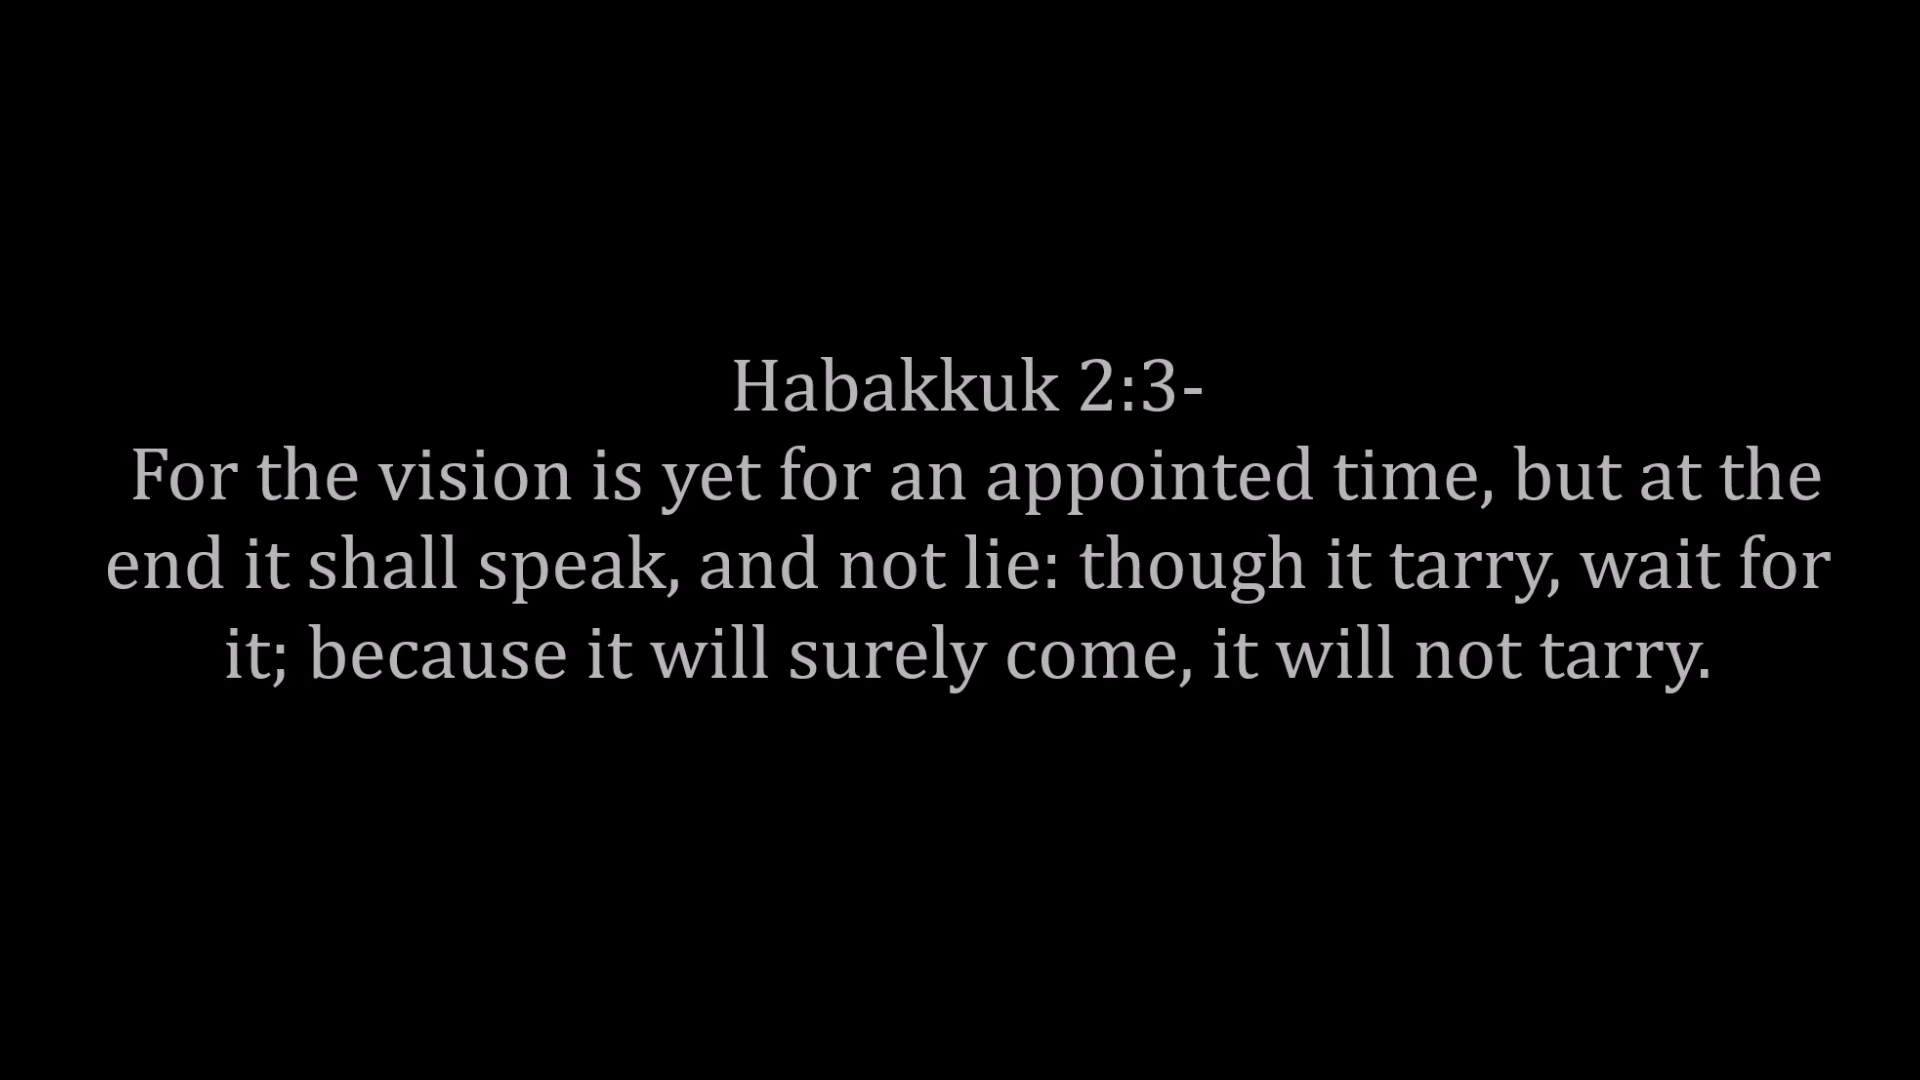 Habakkuk 2:3-
For the vision is yet for an appointed time, but at the
end it shall speak, and not lie: though it tarry, wait for
it; because it will surely come, it will not tarry.